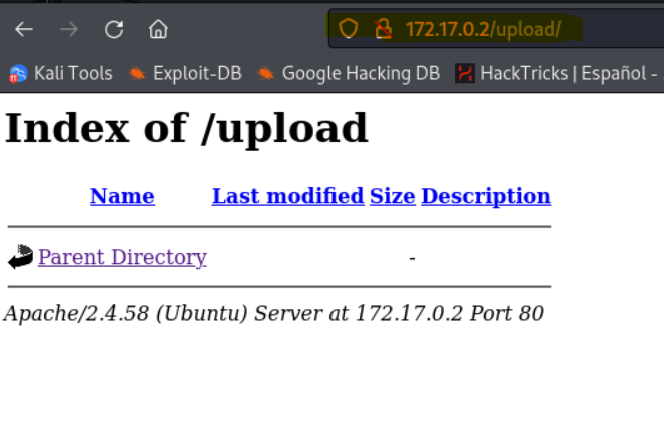 172.17.0.2/upload/
Kali Tools Exploit-DB Google Hacking DB HackTricks | Español -
Index of /upload
Name Last modified Size Description
Parent Directory -
Apache/2.4.58 (Ubuntu) Server at 172.17.0.2 Port 80